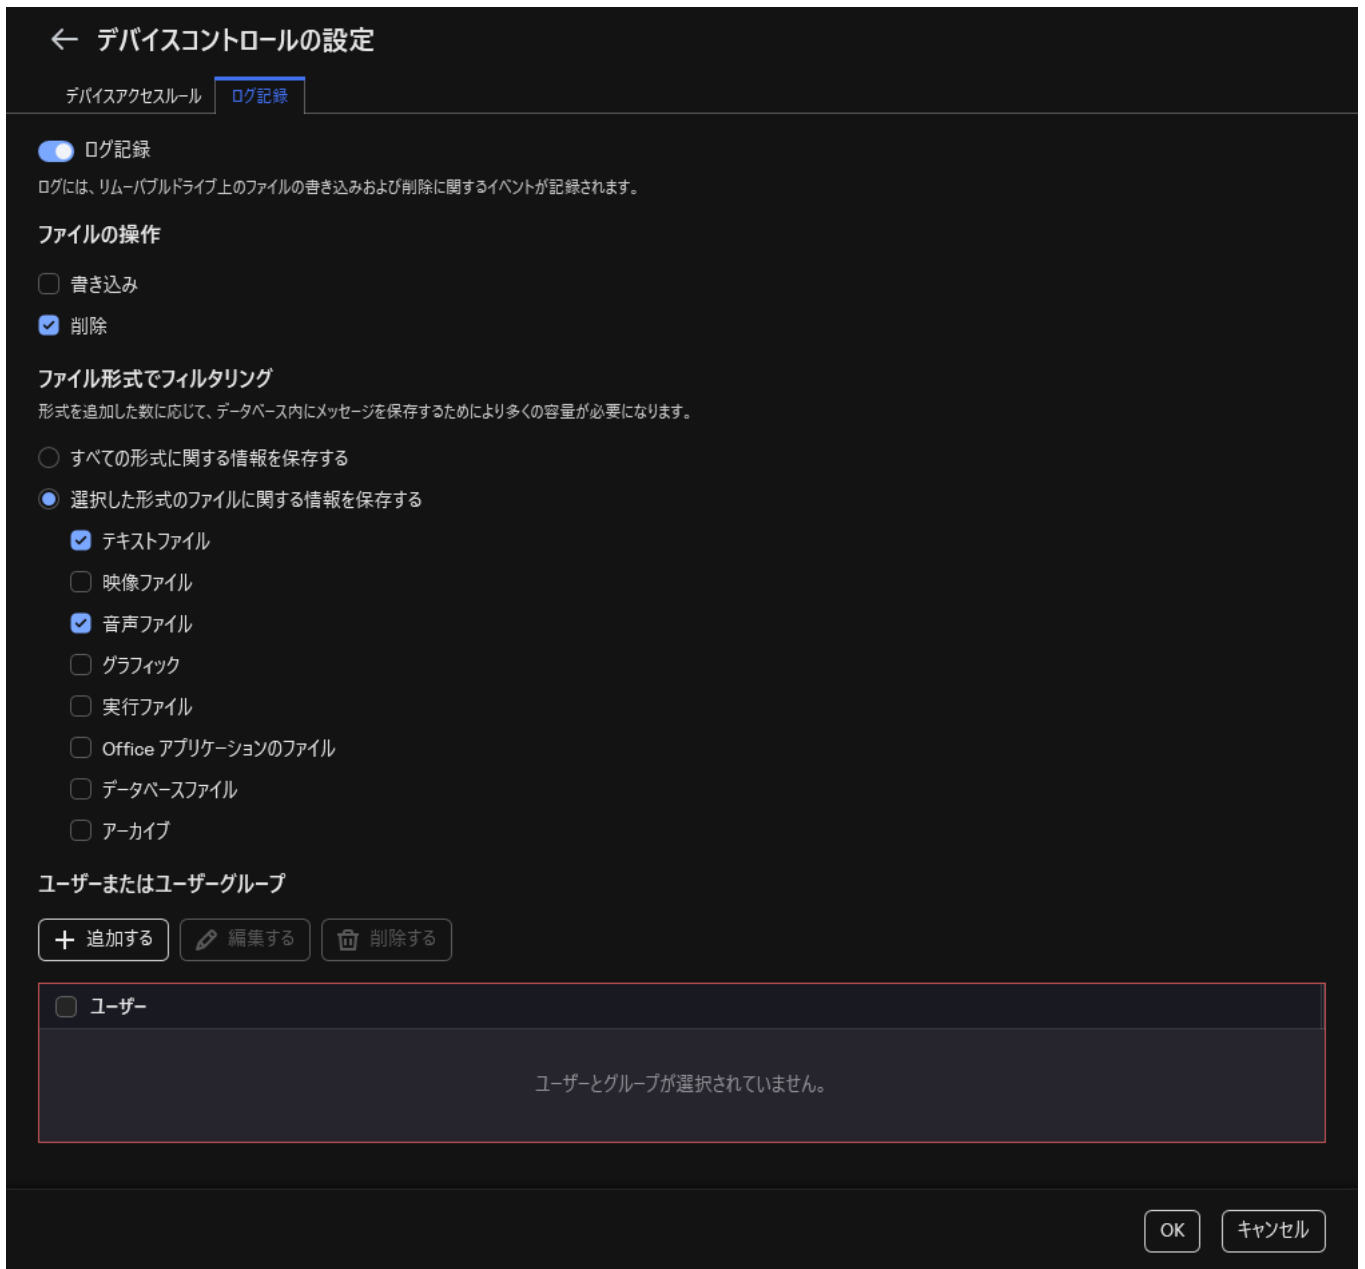 デバイスコントロールの設定
デバイスアクセスルール ログ記録
ログ記録
ログには、リムーバブルドライブ上のファイルの書き込みおよび削除に関するイベントが記録されます。
ファイルの操作
書き込み
削除
ファイル形式でフィルタリング
形式を追加した数に応じて、データベース内にメッセージを保存するためにより多くの容量が必要になります。
すべての形式に関する情報を保存する
選択した形式のファイルに関する情報を保存する
テキストファイル
映像ファイル
音声ファイル
グラフィック
実行ファイル
Office アプリケーションのファイル
データベースファイル
アーカイブ
ユーザーまたはユーザーグループ
追加する 編集する 削除する
ユーザー
ユーザーとグループが選択されていません。
OK キャンセル